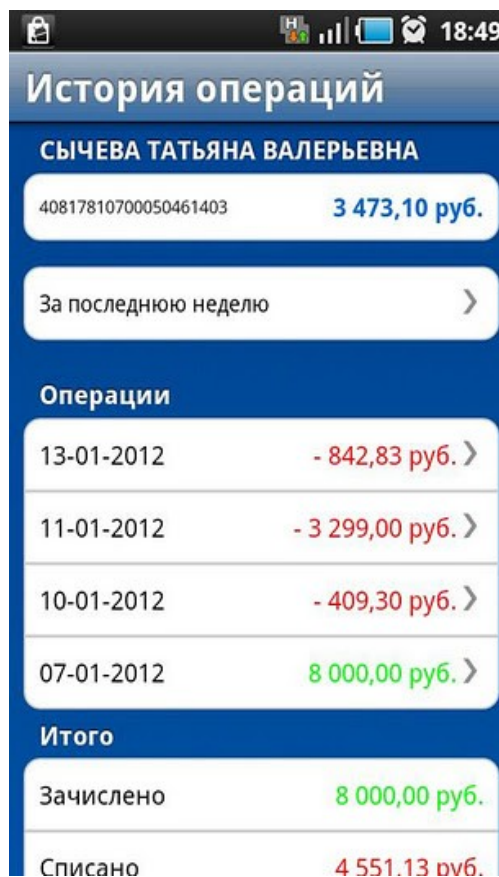 18:49
История операций
СЫЧЕВА ТАТЬЯНА ВАЛЕРЬЕВНА
40817810700050461403 3 473,10 руб.
За последнюю неделю
Операции
13-01-2012 - 842,83 руб.
11-01-2012 - 3 299,00 руб.
10-01-2012 - 409,30 руб.
07-01-2012 8 000,00 руб.
Итого
Зачислено 8 000,00 руб.
Списано 4 551,13 руб.